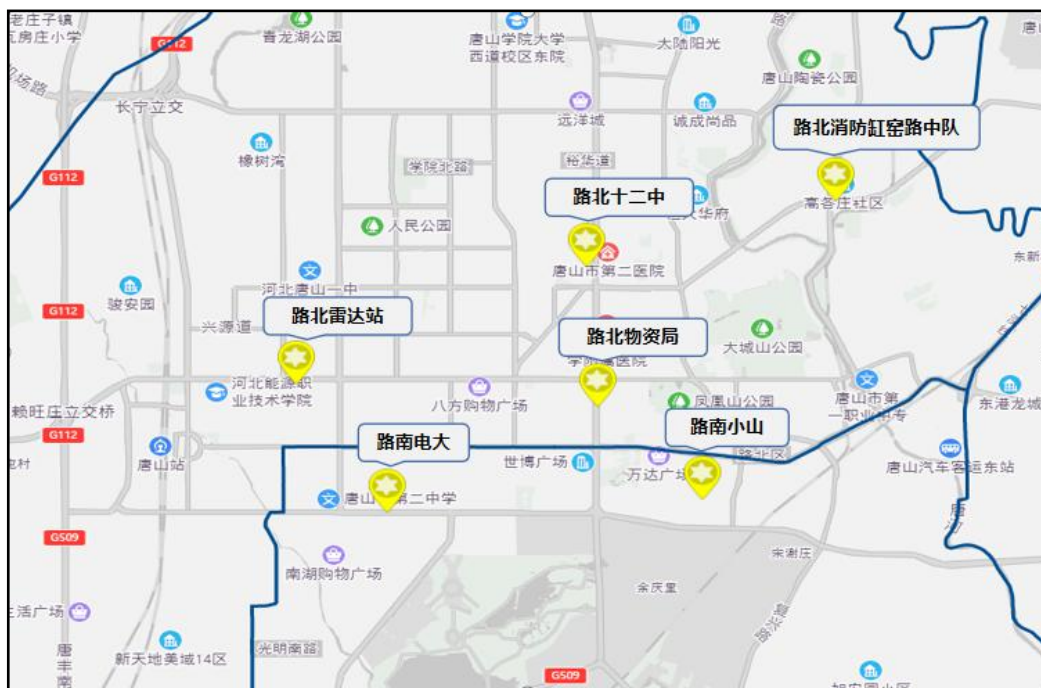 老庄子镇
瓦房庄小学
G112
青龙湖公园
唐山学院大学
西道校区东院
大陆阳光
唐山陶瓷公园
长宁立交
远洋城
诚成尚品
路北消防缸窑路中队
橡树湾
学院北路
裕华道
G112
路北十二中
华府
高各庄社区
人民公园
唐山市第二医院
河北唐山一中
骏安园
G112
路北雷达站
兴源道
路北物资局
大城山公园
河北能源职
业技术学院
八方购物广场
凤凰山公园
唐山市第
一职业中专
东港龙城
赖旺庄立交桥
G112
路南电大
路南小山
路北区
唐山站
世博广场
万达广场
唐山汽车客运东站
唐山
第二中学
G509
南湖购物广场
宋谢庄
余庆里
生活广场
新天地美域14区
光明南路
唐丰南
G509